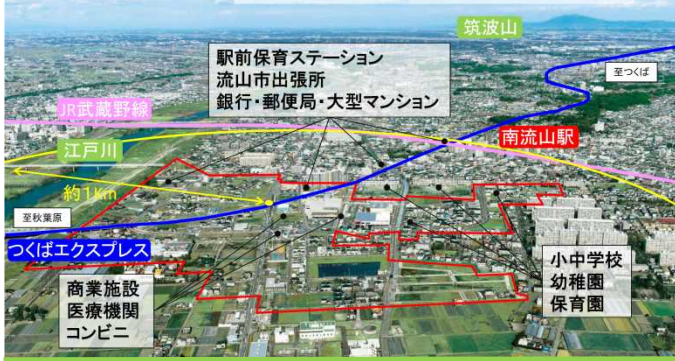 筑波山
駅前保育ステーション
流山市出張所
銀行・郵便局・大型マンション
至つくば
JR武蔵野線
南流山駅
江戸川
約1Km
至秋葉原
つくばエクスプレス
小中学校
幼稚園
保育園
商業施設
医療機関
コンビニ